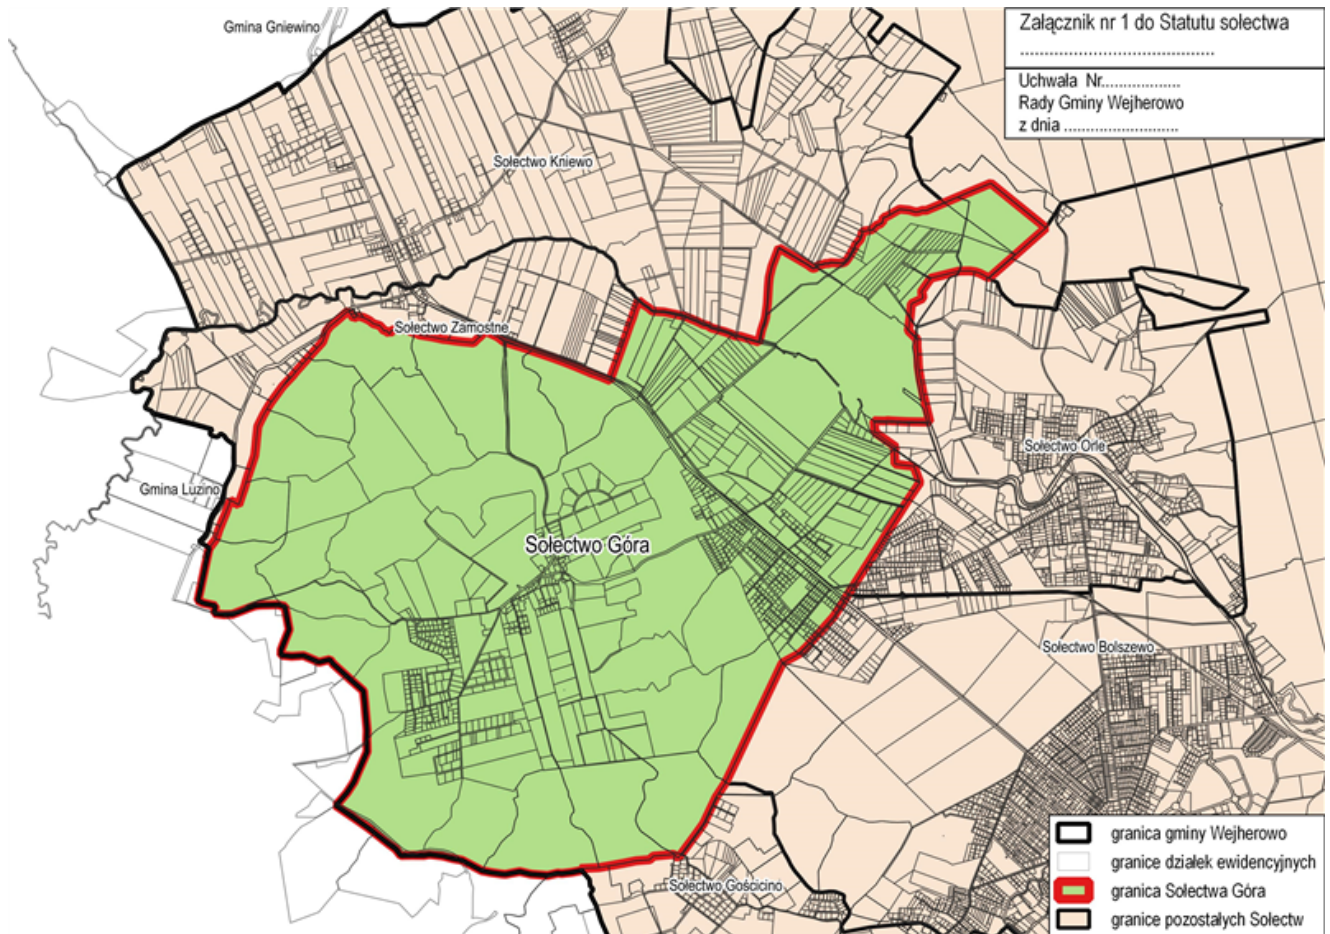 Gmina Gniewino
Załącznik nr 1 do Statutu sołectwa
............................................
Uchwała Nr..................
Rady Gminy Wejherowo
z dnia ..........................
Sołectwo Kniewo
Sołectwo Zamostne
Gmina Luzino
Sołectwo Orle
Sołectwo Góra
Sołectwo Bolszewo
Sołectwo Gościcino
granica gminy Wejherowo
granice działek ewidencyjnych
granica Sołectwa Góra
granice pozostałych Sołectw